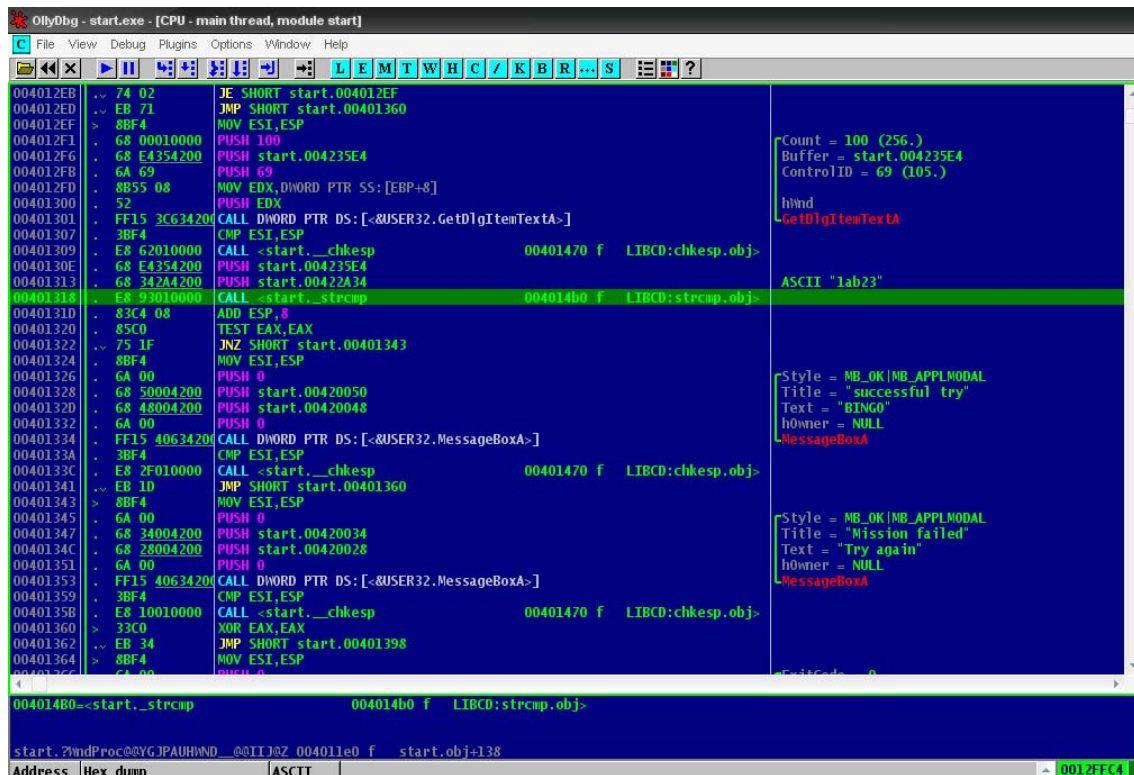 OllyDbg - start.exe - [CPU - main thread, module start]
C File View Debug Plugins Options Window Help
L E M T W H C / K B R ... S ?
004012EB .v 74 02 JE SHORT start.004012EF
004012ED .v EB 71 JMP SHORT start.00401360
004012EF > 8BF4 MOV ESI,ESP
004012F1 . 68 00010000 PUSH 100 Count = 100 (256.)
004012F6 . 68 E4354200 PUSH start.004235E4 Buffer = start.004235E4
004012FB . 6A 69 PUSH 69 ControlID = 69 (105.)
004012FD . 8B55 08 MOV EDX,DWORD PTR SS:[EBP+8]
00401300 . 52 PUSH EDX hWnd
00401301 . FF15 3C634200 CALL DWORD PTR DS:[<&USER32.GetDlgItemTextA>] GetDlgItemTextA
00401307 . 3BF4 CMP ESI,ESP
00401309 . E8 62010000 CALL <start.__chkesp 00401470 f LIBCD:chkesp.obj>
0040130E . 68 E4354200 PUSH start.004235E4
00401313 . 68 342A4200 PUSH start.00422A34 ASCII "lab23"
00401318 . E8 93010000 CALL <start._strcmp 004014b0 f LIBCD:strcmp.obj>
0040131D . 83C4 08 ADD ESP,8
00401320 . 85C0 TEST EAX,EAX
00401322 .v 75 1F JNZ SHORT start.00401343
00401324 . 8BF4 MOV ESI,ESP
00401326 . 6A 00 PUSH 0 Style = MB_OK|MB_APPLMODAL
00401328 . 68 50004200 PUSH start.00420050 Title = "successful try"
0040132D . 68 48004200 PUSH start.00420048 Text = "BINGO"
00401332 . 6A 00 PUSH 0 hOwner = NULL
00401334 . FF15 40634200 CALL DWORD PTR DS:[<&USER32.MessageBoxA>] MessageBoxA
0040133A . 3BF4 CMP ESI,ESP
0040133C . E8 2F010000 CALL <start.__chkesp 00401470 f LIBCD:chkesp.obj>
00401341 .v EB 1D JMP SHORT start.00401360
00401343 > 8BF4 MOV ESI,ESP
00401345 . 6A 00 PUSH 0 Style = MB_OK|MB_APPLMODAL
00401347 . 68 34004200 PUSH start.00420034 Title = "Mission failed"
0040134C . 68 28004200 PUSH start.00420028 Text = "Try again"
00401351 . 6A 00 PUSH 0 hOwner = NULL
00401353 . FF15 40634200 CALL DWORD PTR DS:[<&USER32.MessageBoxA>] MessageBoxA
00401359 . 3BF4 CMP ESI,ESP
0040135B . E8 10010000 CALL <start.__chkesp 00401470 f LIBCD:chkesp.obj>
00401360 > 33C0 XOR EAX,EAX
00401362 .v EB 34 JMP SHORT start.00401398
00401364 > 8BF4 MOV ESI,ESP
004014B0=<start._strcmp 004014b0 f LIBCD:strcmp.obj>
start.?WndProc@@YGJPAUHWND__@@IIJ@Z 004011e0 f start.obj+138
Address Hex dump ASCII 0012FFC4